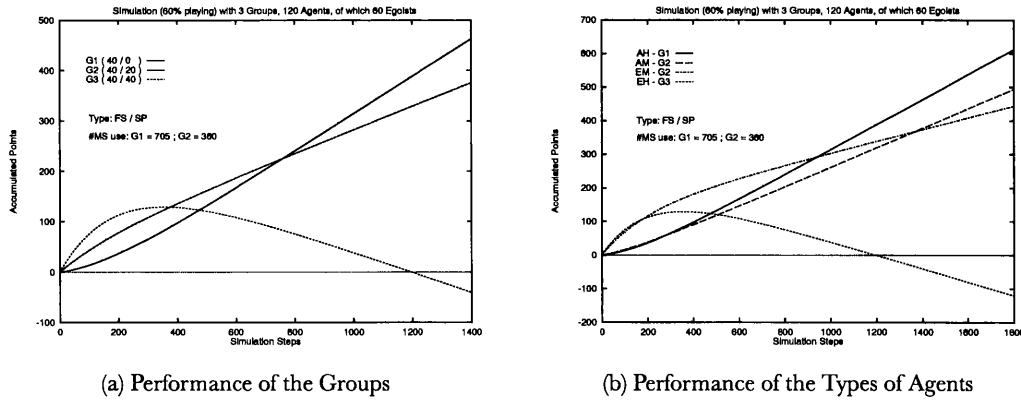 Simulation (60% playing) with 3 Groups, 120 Agents, of which 60 Egoists
500
400
300
200
100
0
-100
Accumulated Points
G1 ( 40 / 0 )
G2 ( 40 / 20 )
G3 ( 40 / 40 )
Type: FS / SP
#MS use: G1 = 705 ; G2 = 360
0 200 400 600 800 1000 1200 1400
Simulation Steps
(a) Performance of the Groups
Simulation (60% playing) with 3 Groups, 120 Agents, of which 60 Egoists
700
600
500
400
300
200
100
0
-100
-200
Accumulated Points
AH - G1
AM - G2
EM - G2
EH - G3
Type: FS / SP
#MS use: G1 = 705 ; G2 = 360
0 200 400 600 800 1000 1200 1400 1600 1800
Simulation Steps
(b) Performance of the Types of Agents